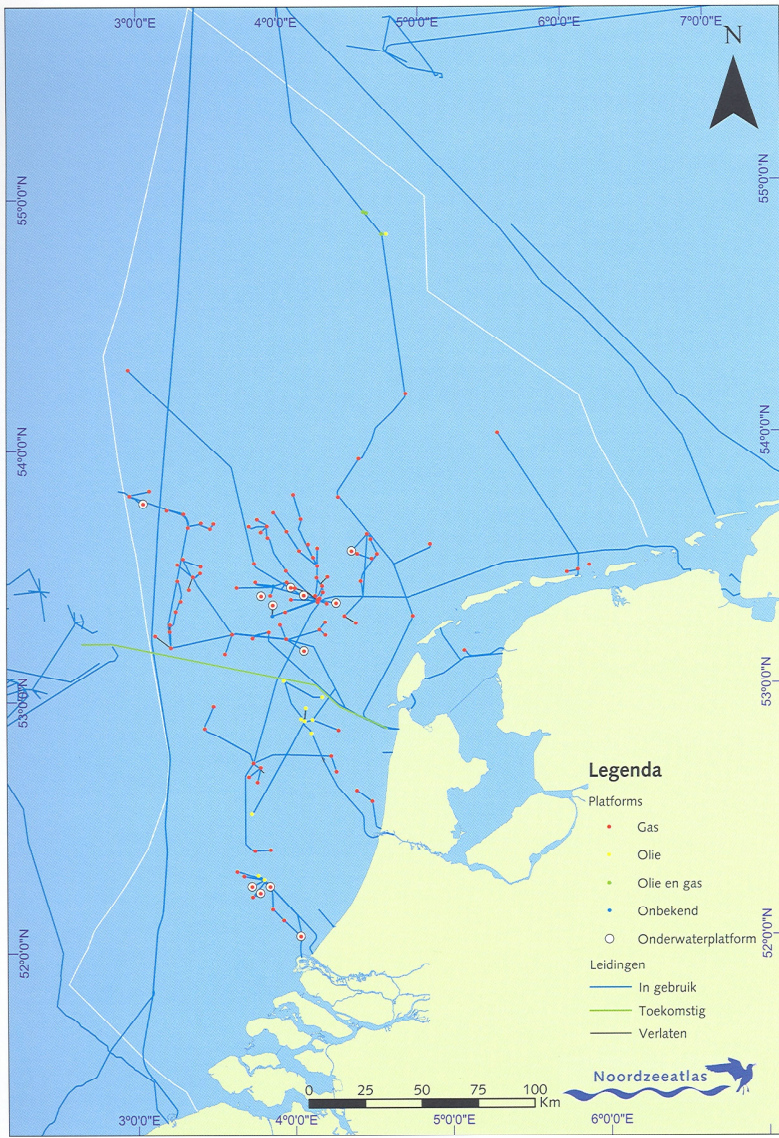 3°0'0"E 4°0'0"E 5°0'0"E 6°0'0"E 7°0'0"E
N
55°0'0"N 55°0'0"N
54°0'0"N 54°0'0"N
53°0'0"N 53°0'0"N
52°0'0"N 52°0'0"N
Legenda
Platforms
Gas
Olie
Olie en gas
Onbekend
Onderwaterplatform
Leidingen
In gebruik
Toekomstig
Verlaten
Noordzeeatlas
0 25 50 75 100
Km
3°0'0"E 4°0'0"E 5°0'0"E 6°0'0"E